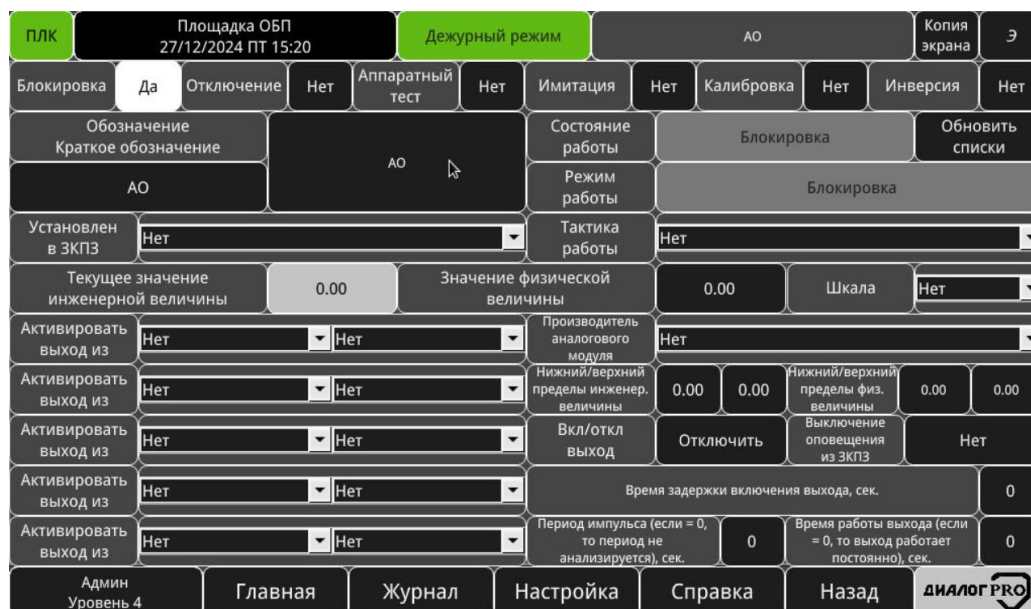 ПЛК
Площадка ОБП
27/12/2024 ПТ 15:20
Дежурный режим
АО
Копия
экрана
Э
Блокировка
Да
Отключение
Нет
Аппаратный
тест
Нет
Имитация
Нет
Калибровка
Нет
Инверсия
Нет
Обозначение
Краткое обозначение
АО
Состояние
работы
Блокировка
Обновить
списки
АО
Режим
работы
Блокировка
Установлен
в ЗКПЗ
Нет
Тактика
работы
Нет
Текущее значение
инженерной величины
0.00
Значение физической
величины
0.00
Шкала
Нет
Активировать
выход из
Нет
Нет
Производитель
аналогового
модуля
Нет
Активировать
выход из
Нет
Нет
Нижний/верхний
пределы инженер.
величины
0.00
0.00
Нижний/верхний
пределы физ.
величины
0.00
0.00
Активировать
выход из
Нет
Нет
Вкл/откл
выход
Отключить
Выключение
оповещения
из ЗКПЗ
Нет
Активировать
выход из
Нет
Нет
Время задержки включения выхода, сек.
0
Активировать
выход из
Нет
Нет
Период импульса (если = 0,
то период не
анализируется), сек.
0
Время работы выхода (если
= 0, то выход работает
постоянно), сек.
0
Админ
Уровень 4
Главная
Журнал
Настройка
Справка
Назад
ДИАЛОГ PRO